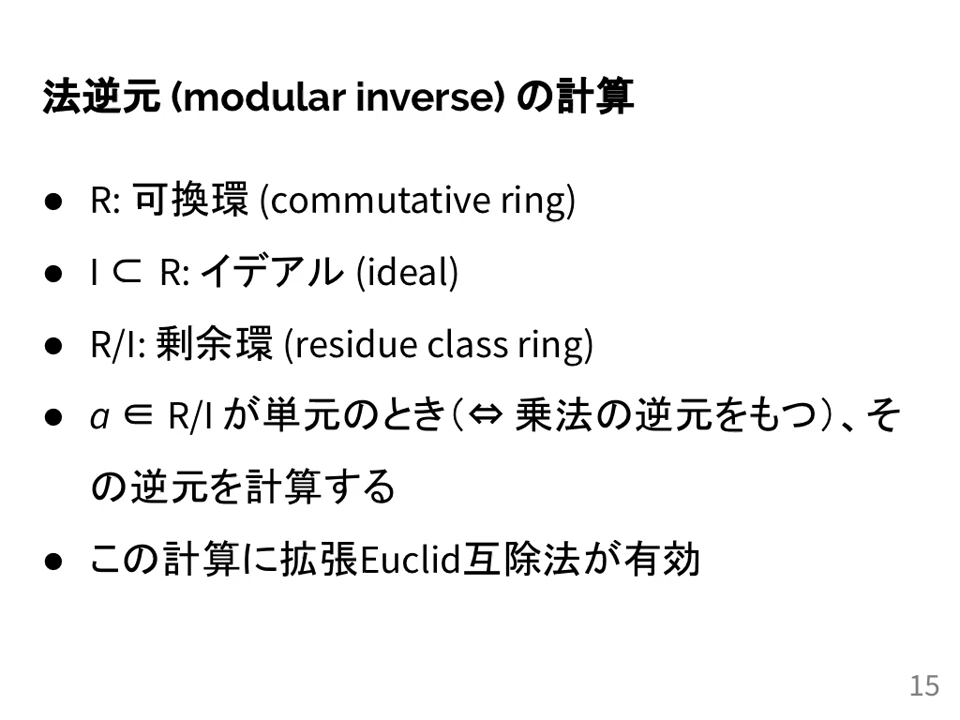 法逆元 (modular inverse) の計算
● R: 可換環 (commutative ring)
● I ⊂ R: イデアル (ideal)
● R/I: 剰余環 (residue class ring)
● a ∈ R/I が単元のとき（⇔ 乗法の逆元をもつ）、そ
の逆元を計算する
● この計算に拡張Euclid互除法が有効
15